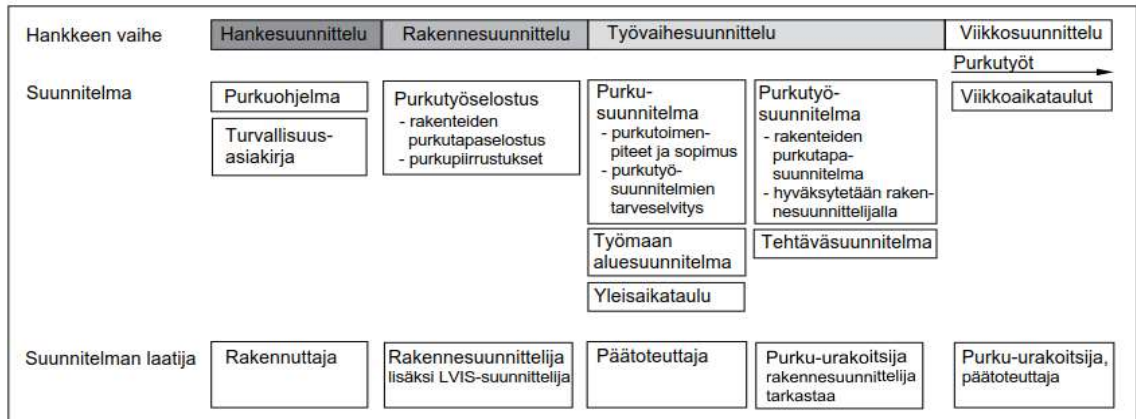 Hankkeen vaihe
Hankesuunnittelu
Rakennesuunnittelu
Työvaihesuunnittelu
Viikkosuunnittelu
Purkutyöt
Suunnitelma
Purkuohjelma
Turvallisuus-
asiakirja
Purkutyöselostus
- rakenteiden
purkutapaselostus
- purkupiirrustukset
Purku-
suunnitelma
- purkutoimen-
piteet ja sopimus
- purkutyö-
suunnitelmien
tarveselvitys
Työmaan
aluesuunnitelma
Yleisaikataulu
Purkutyö-
suunnitelma
- rakenteiden
purkutapa-
suunnitelma
- hyväksytetään raken-
nesuunnittelijalla
Tehtäväsuunnitelma
Viikkoaikataulut
Suunnitelman laatija
Rakennuttaja
Rakennesuunnittelija
lisäksi LVIS-suunnittelija
Päätoteuttaja
Purku-urakoitsija
rakennesuunnittelija
tarkastaa
Purku-urakoitsija,
päätoteuttaja